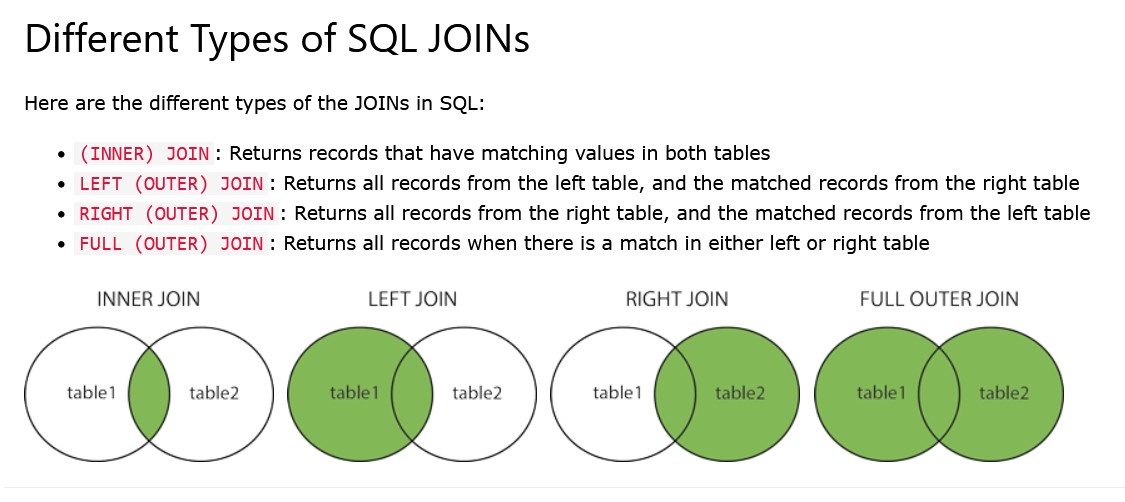 Different Types of SQL JOINs
Here are the different types of the JOINs in SQL:
• (INNER) JOIN: Returns records that have matching values in both tables
• LEFT (OUTER) JOIN: Returns all records from the left table, and the matched records from the right table
• RIGHT (OUTER) JOIN: Returns all records from the right table, and the matched records from the left table
• FULL (OUTER) JOIN: Returns all records when there is a match in either left or right table
INNER JOIN
table1
table2
LEFT JOIN
table1
table2
RIGHT JOIN
table1
table2
FULL OUTER JOIN
table1
table2